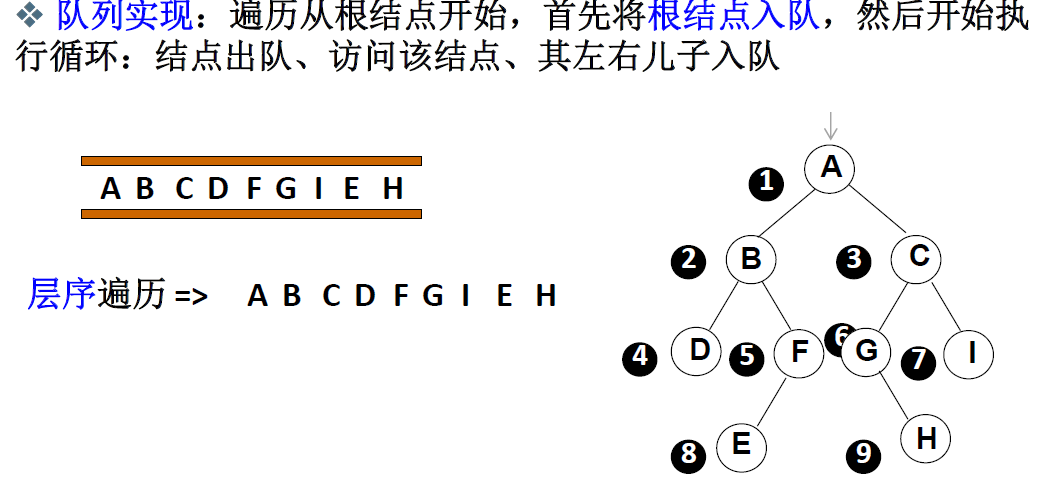 ❖ 队列实现：遍历从根结点开始，首先将根结点入队，然后开始执
行循环：结点出队、访问该结点、其左右儿子入队
A B C D F G I E H
层序遍历 => A B C D F G I E H
1 A
2 B 3 C
4 D 5 F 6 G 7 I
8 E 9 H